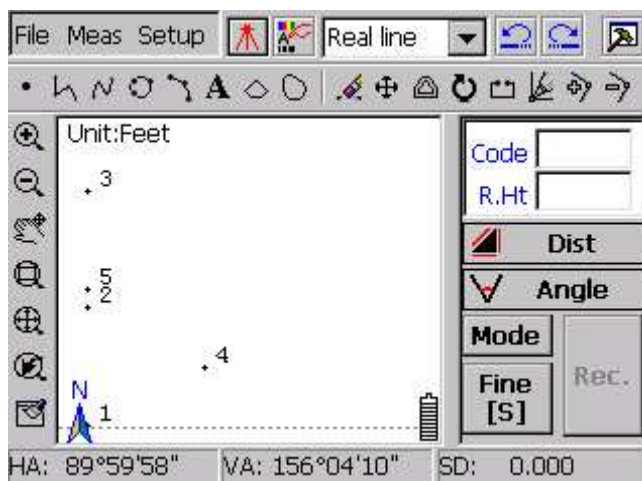 File Meas Setup Real line
A
Unit:Feet
Code
R.Ht
3
Dist
5
2
Angle
Mode
4
Rec.
Fine
[S]
N
1
HA: 89°59'58" VA: 156°04'10" SD: 0.000